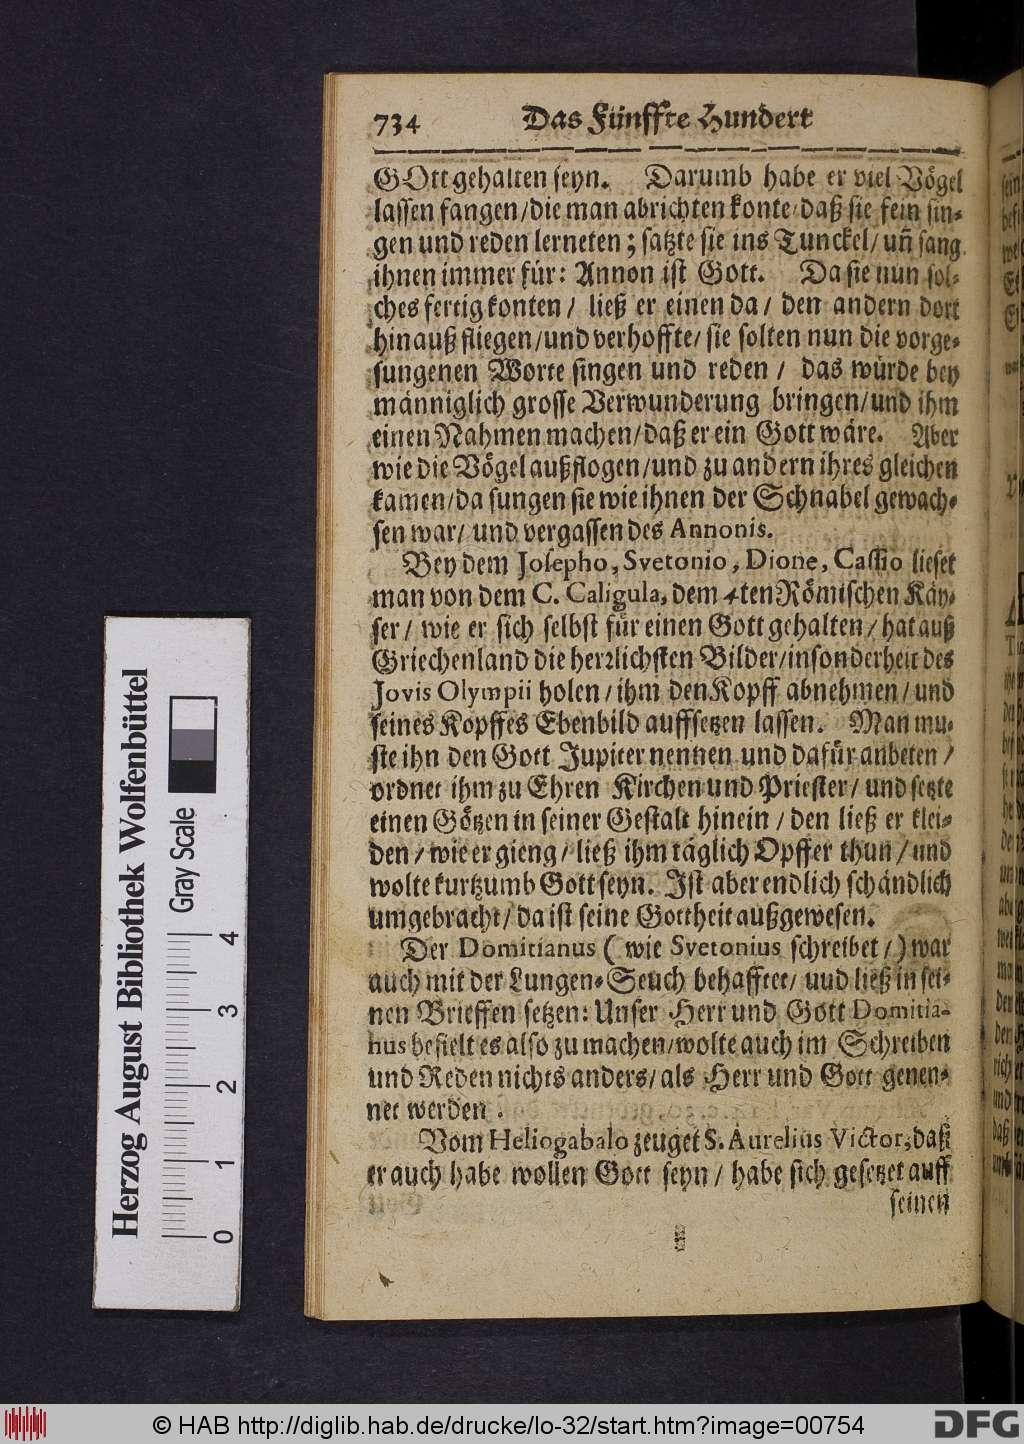 734 Das Fünffte Hundert
GOtt gehalten seyn. Darumb habe er viel Vögel
lassen fangen/die man abrichten konte/daß sie fein sin-
gen und reden lerneten; satzte sie ins Tunckel/ uñ sang
ihnen immer für: Annon ist Gott. Da sie nun sol-
ches fertig konten/ ließ er einen da/ den andern dort
hinauß fliegen/und verhoffte/ sie solten nun die vorge-
sungenen Worte singen und reden/ das würde bey
männiglich grosse Verwunderung bringen/und ihm
einen Nahmen machen/daß er ein Gott wäre. Aber
wie die Vögel außflogen/und zu andern ihres gleichen
kamen/da sungen sie wie ihnen der Schnabel gewach-
sen war/ und vergassen des Annonis.
Bey dem Josepho, Svetonio, Dione, Cassio lieset
man von dem C. Caligula, dem 4ten Römischen Käy-
ser/ wie er sich selbst für einen Gott gehalten/ hat auß
Griechenland die herrlichsten Bilder/insonderheit des
Jovis Olympii holen/ihm den Kopff abnehmen/und
seines Kopffes Ebenbild auffsetzen lassen. Man mu-
ste ihn den Gott Jupiter nennen und dafür anbeten/
ordnet ihm zu Ehren Kirchen und Priester/ und setzte
einen Götzen in seiner Gestalt hinein/ den ließ er klei-
den/wie er gieng/ließ ihm täglich Opffer thun/und
wolte kurtzumb Gott seyn. Ist aber endlich schändlich
umgebracht/da ist seine Gottheit außgewesen.
Der Domitianus (wie Svetonius schreibet/) war
auch mit der Lungen-Seuch behafftet/ uud ließ in sei-
nen Brieffen setzen: Unser Herr und Gott Domitia-
nus befielt es also zu machen/wolte auch im Schreiben
und Reden nichts anders/als Herr und Gott genen-
net werden.
Vom Heliogabalo zeuget S. Aurelius Victor, daß
er auch habe wollen Gott seyn/ habe sich gesetzet auff
seinen
Herzog August Bibliothek Wolfenbüttel
Gray Scale
0 1 2 3 4
© HAB http://diglib.hab.de/drucke/lo-32/start.htm?image=00754
DFG